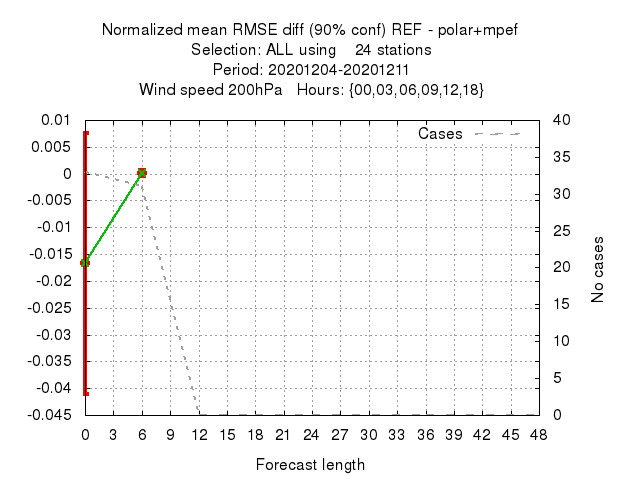 Normalized mean RMSE diff (90% conf) REF - polar+mpef
Selection: ALL using 24 stations
Period: 20201204-20201211
Wind speed 200hPa Hours: {00,03,06,09,12,18}
Cases
0.01
0.005
0
-0.005
-0.01
-0.015
-0.02
-0.025
-0.03
-0.035
-0.04
-0.045
40
35
30
25
20
15
10
5
0
No cases
0 3 6 9 12 15 18 21 24 27 30 33 36 39 42 45 48
Forecast length